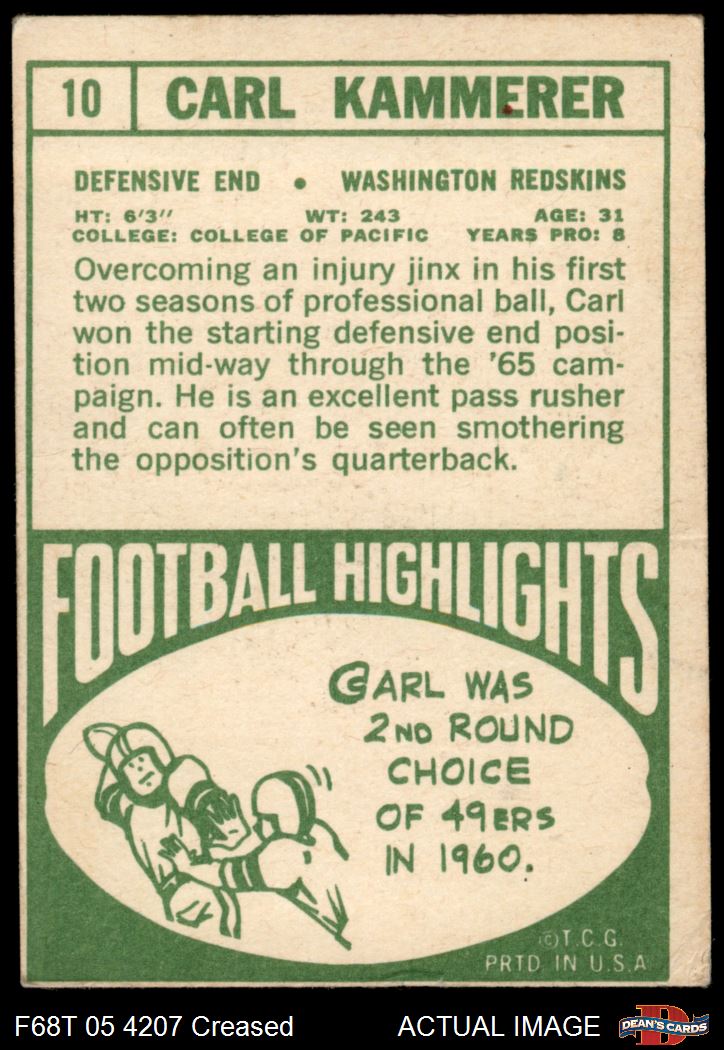 10 CARL KAMMERER
DEFENSIVE END • WASHINGTON REDSKINS
HT: 6'3" WT: 243 AGE: 31
COLLEGE: COLLEGE OF PACIFIC YEARS PRO: 8
Overcoming an injury jinx in his first
two seasons of professional ball, Carl
won the starting defensive end posi-
tion mid-way through the '65 cam-
paign. He is an excellent pass rusher
and can often be seen smothering
the opposition's quarterback.
FOOTBALL HIGHLIGHTS
CARL WAS
2ND ROUND
CHOICE
OF 49ERS
IN 1960.
©T.C.G.
PRTD IN U.S.A
F68T 05 4207 Creased ACTUAL IMAGE
D
DEAN'S CARDS